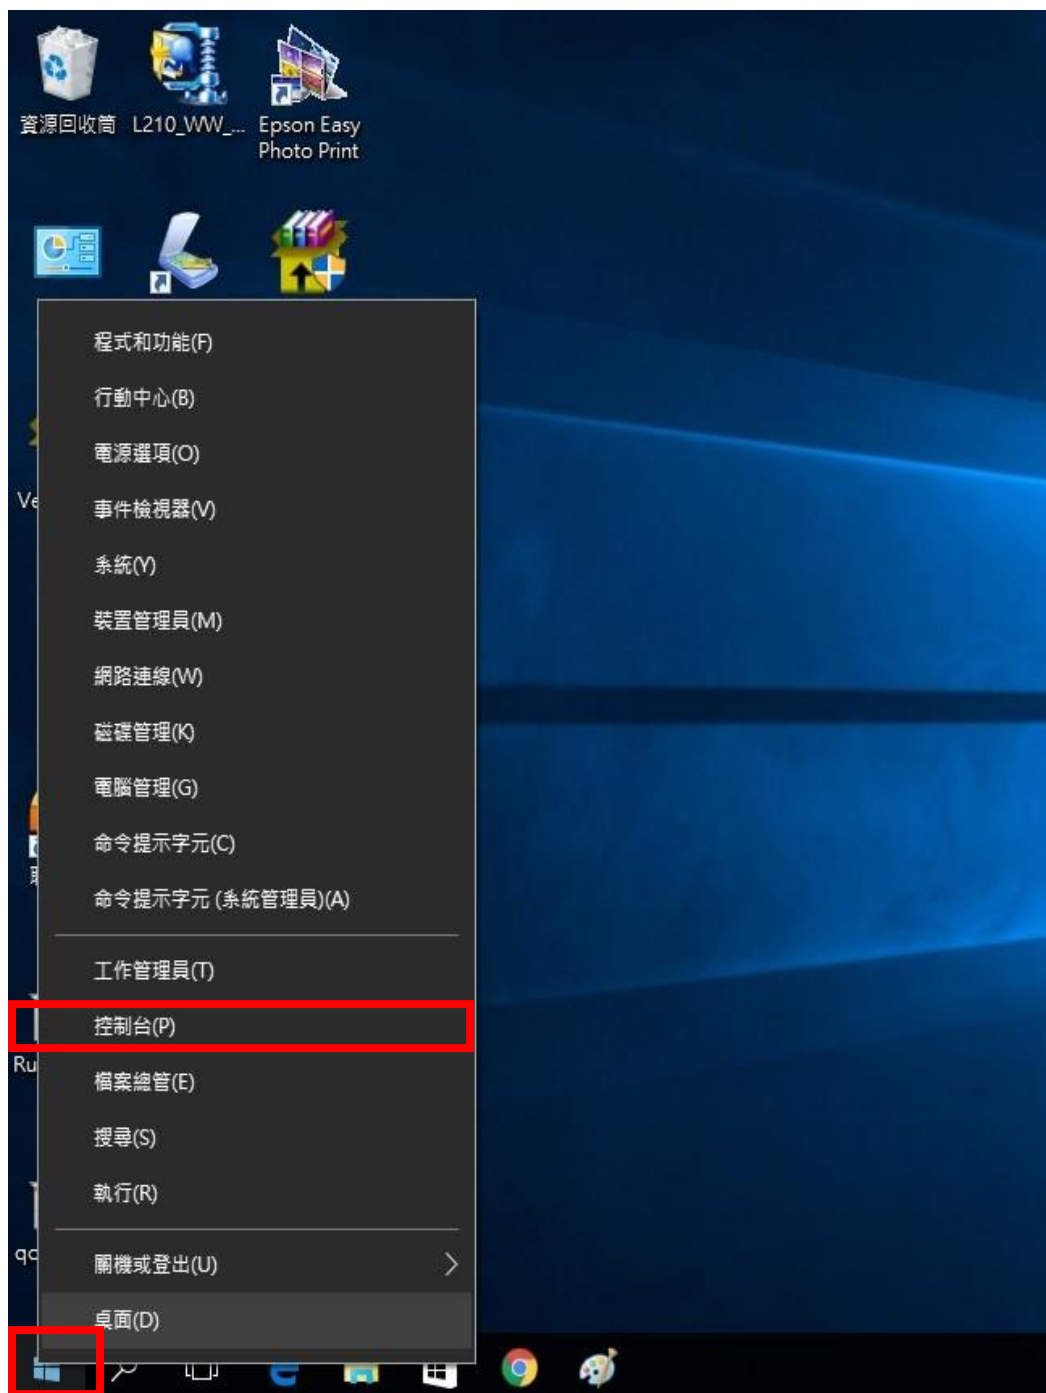 資源回收筒
L210_WW_...
Epson Easy
Photo Print
程式和功能(F)
行動中心(B)
電源選項(O)
Ve
事件檢視器(V)
系統(Y)
裝置管理員(M)
網路連線(W)
磁碟管理(K)
電腦管理(G)
命令提示字元(C)
命令提示字元 (系統管理員)(A)
工作管理員(T)
控制台(P)
Ru
檔案總管(E)
搜尋(S)
執行(R)
關機或登出(U)
桌面(D)